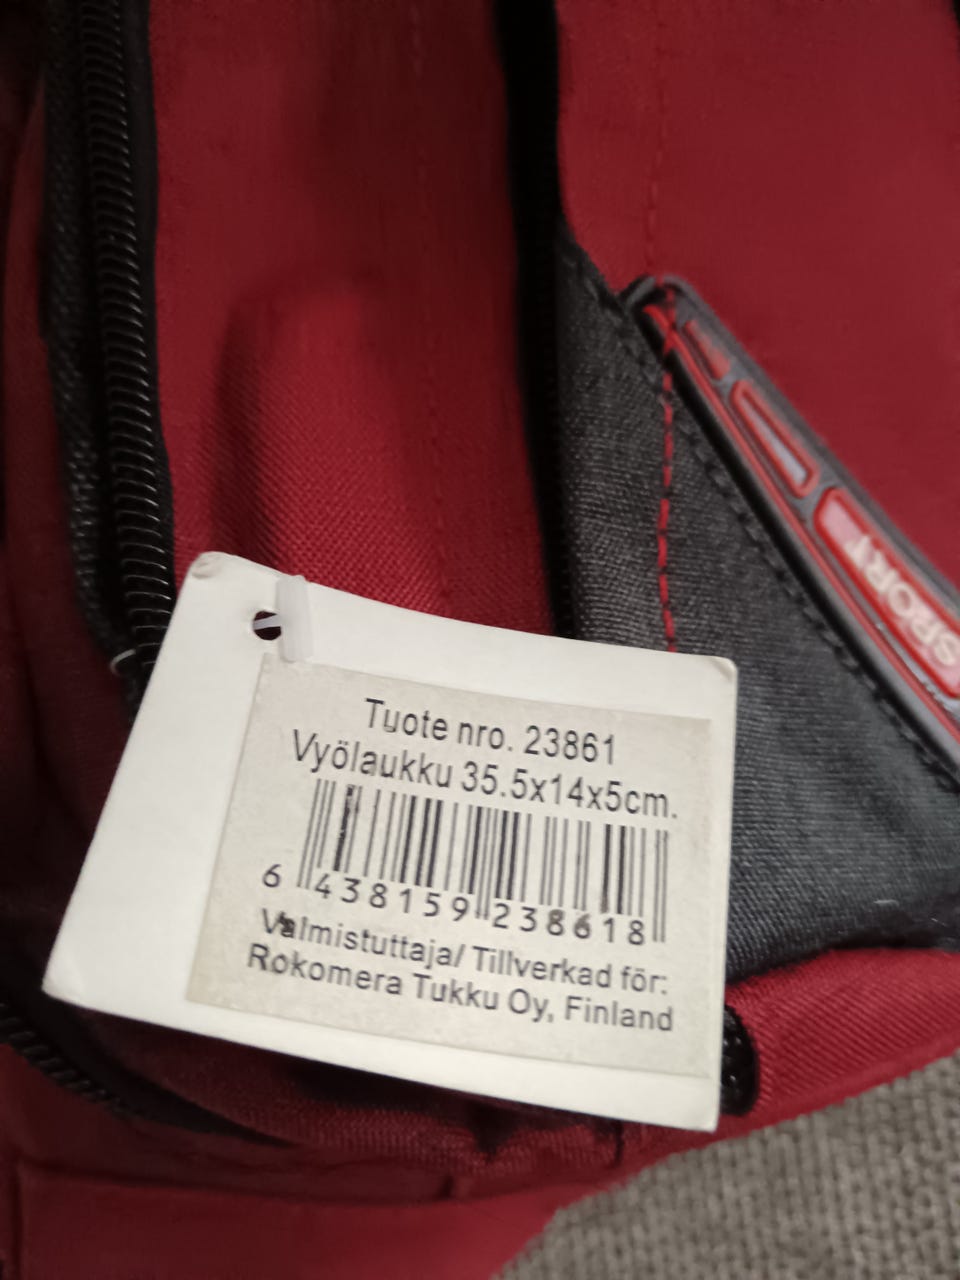 SPORT
Tuote nro. 23861
Vyölaukku 35.5x14x5cm.
6 438159 238618
Valmistuttaja/ Tillverkad för:
Rokomera Tukku Oy, Finland